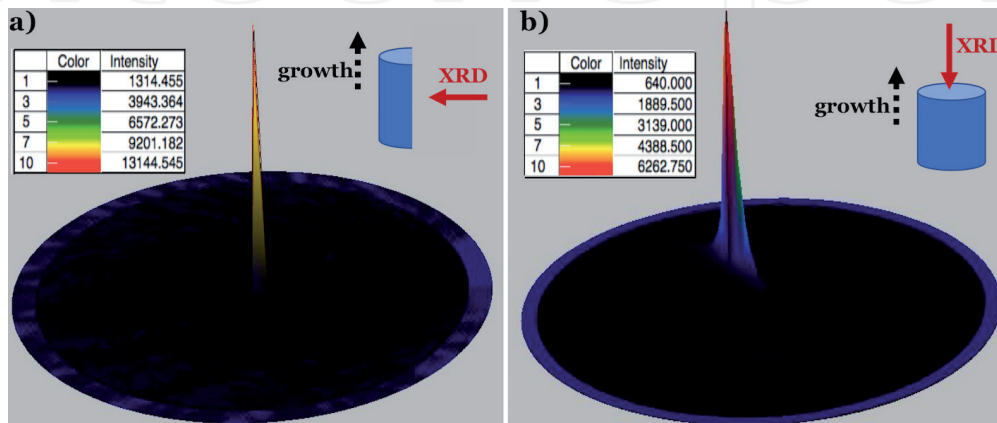 a)
Color Intensity
1 1314.455
3 3943.364
5 6572.273
7 9201.182
10 13144.545
growth
XRD
b)
Color Intensity
1 640.000
3 1889.500
5 3139.000
7 4388.500
10 6262.750
growth
XRD